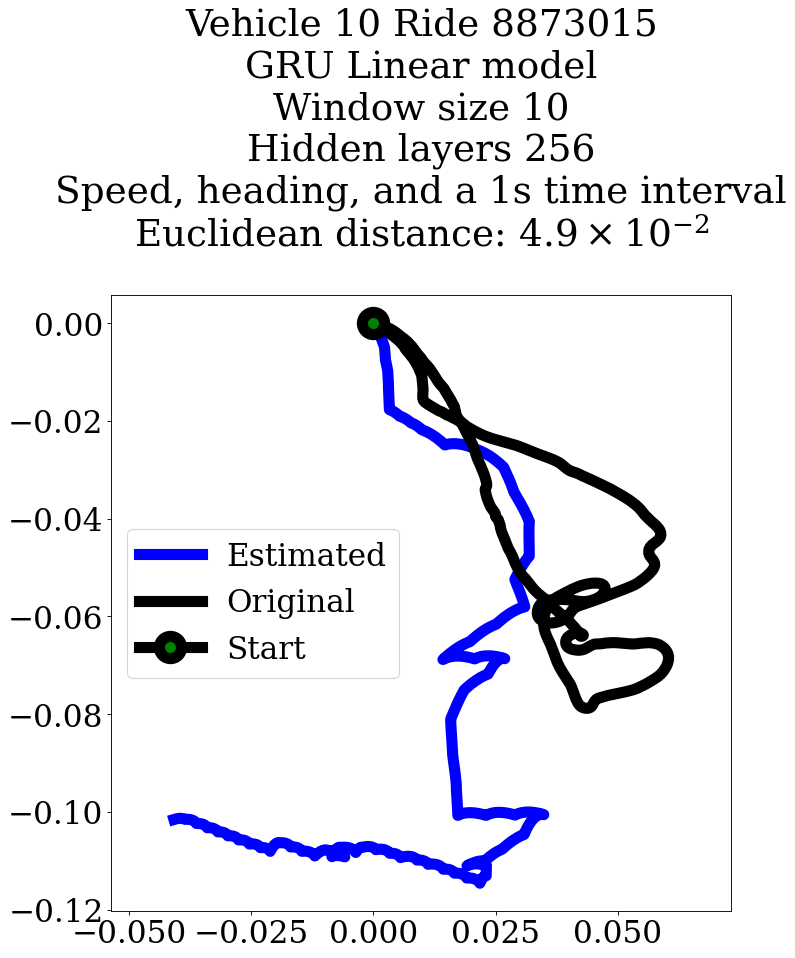 Vehicle 10 Ride 8873015
GRU Linear model
Window size 10
Hidden layers 256
Speed, heading, and a 1s time interval
Euclidean distance: 4.9 × 10⁻²
0.00
−0.02
−0.04
−0.06
−0.08
−0.10
−0.12
Estimated
Original
Start
−0.050 −0.025 0.000 0.025 0.050